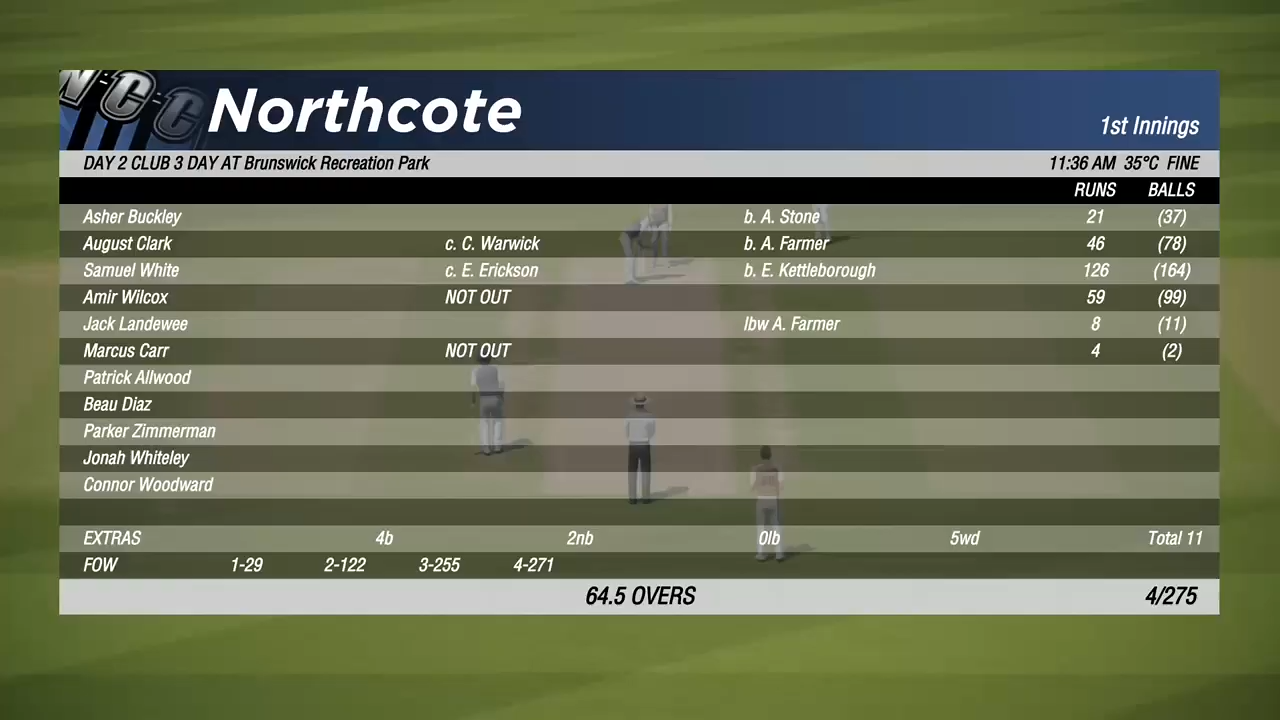 N-C-C
Northcote
1st Innings
DAY 2 CLUB 3 DAY AT Brunswick Recreation Park 11:36 AM 35°C FINE
RUNS BALLS
Asher Buckley b. A. Stone 21 (37)
August Clark c. C. Warwick b. A. Farmer 46 (78)
Samuel White c. E. Erickson b. E. Kettleborough 126 (164)
Amir Wilcox NOT OUT 59 (99)
Jack Landewee lbw A. Farmer 8 (11)
Marcus Carr NOT OUT 4 (2)
Patrick Allwood
Beau Diaz
Parker Zimmerman
Jonah Whiteley
Connor Woodward
EXTRAS 4b 2nb 0lb 5wd Total 11
FOW 1-29 2-122 3-255 4-271
64.5 OVERS 4/275